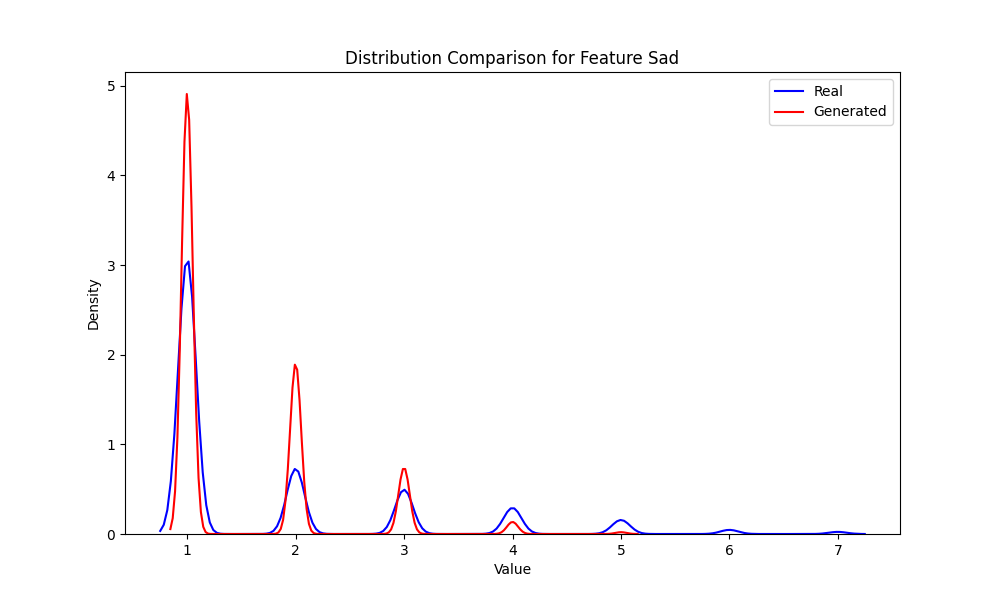 Distribution Comparison for Feature Sad
Real
Generated
5
4
3
2
1
0
Density
1 2 3 4 5 6 7
Value